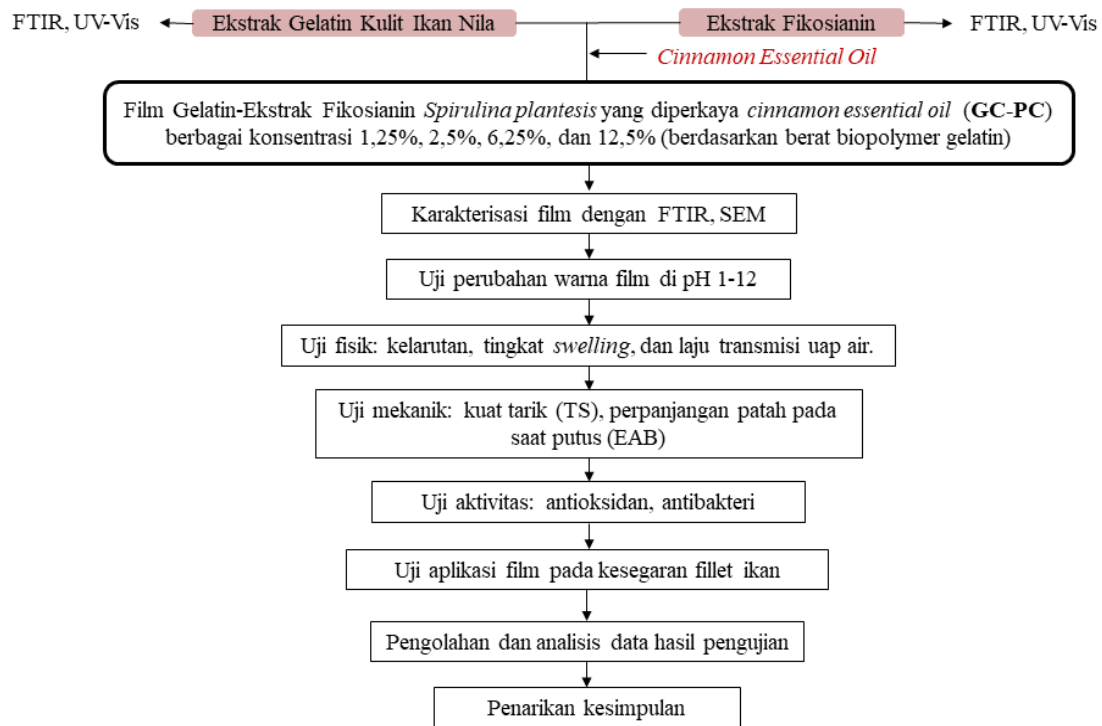 FTIR, UV-Vis
Ekstrak Gelatin Kulit Ikan Nila
Ekstrak Fikosianin
FTIR, UV-Vis
Cinnamon Essential Oil
Film Gelatin-Ekstrak Fikosianin Spirulina plantesis yang diperkaya cinnamon essential oil (GC-PC)
berbagai konsentrasi 1,25%, 2,5%, 6,25%, dan 12,5% (berdasarkan berat biopolymer gelatin)
Karakterisasi film dengan FTIR, SEM
Uji perubahan warna film di pH 1-12
Uji fisik: kelarutan, tingkat swelling, dan laju transmisi uap air.
Uji mekanik: kuat tarik (TS), perpanjangan patah pada
saat putus (EAB)
Uji aktivitas: antioksidan, antibakteri
Uji aplikasi film pada kesegaran fillet ikan
Pengolahan dan analisis data hasil pengujian
Penarikan kesimpulan